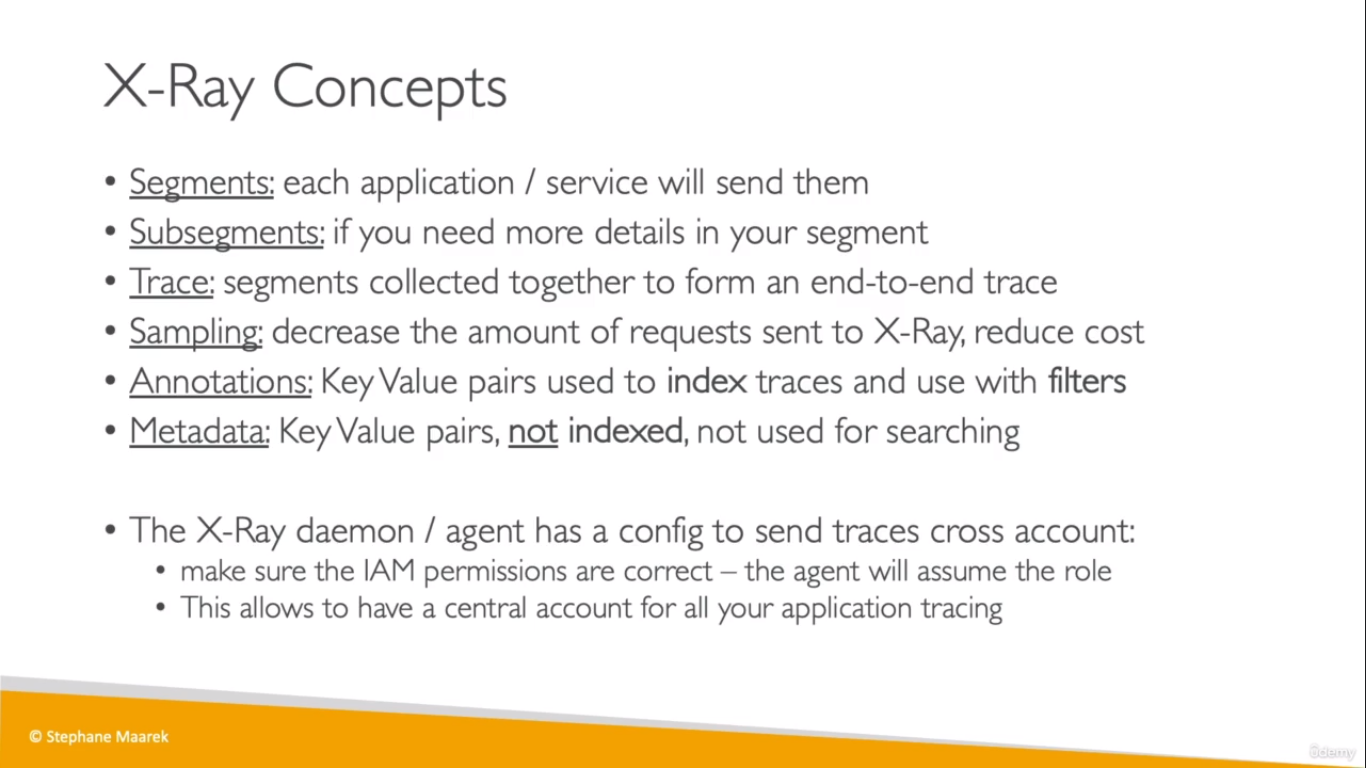 X-Ray Concepts
• Segments: each application / service will send them
• Subsegments: if you need more details in your segment
• Trace: segments collected together to form an end-to-end trace
• Sampling: decrease the amount of requests sent to X-Ray, reduce cost
• Annotations: Key Value pairs used to index traces and use with filters
• Metadata: Key Value pairs, not indexed, not used for searching
• The X-Ray daemon / agent has a config to send traces cross account:
• make sure the IAM permissions are correct – the agent will assume the role
• This allows to have a central account for all your application tracing
© Stephane Maarek
ûdemy